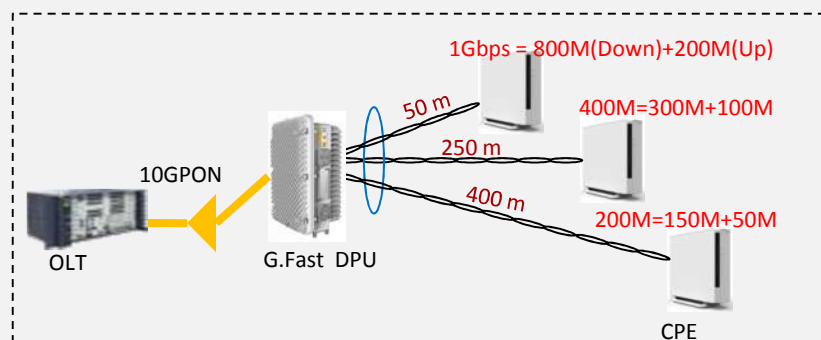 1Gbps = 800M(Down)+200M(Up)
50 m
400M=300M+100M
250 m
10GPON
400 m
200M=150M+50M
OLT
G.Fast DPU
CPE